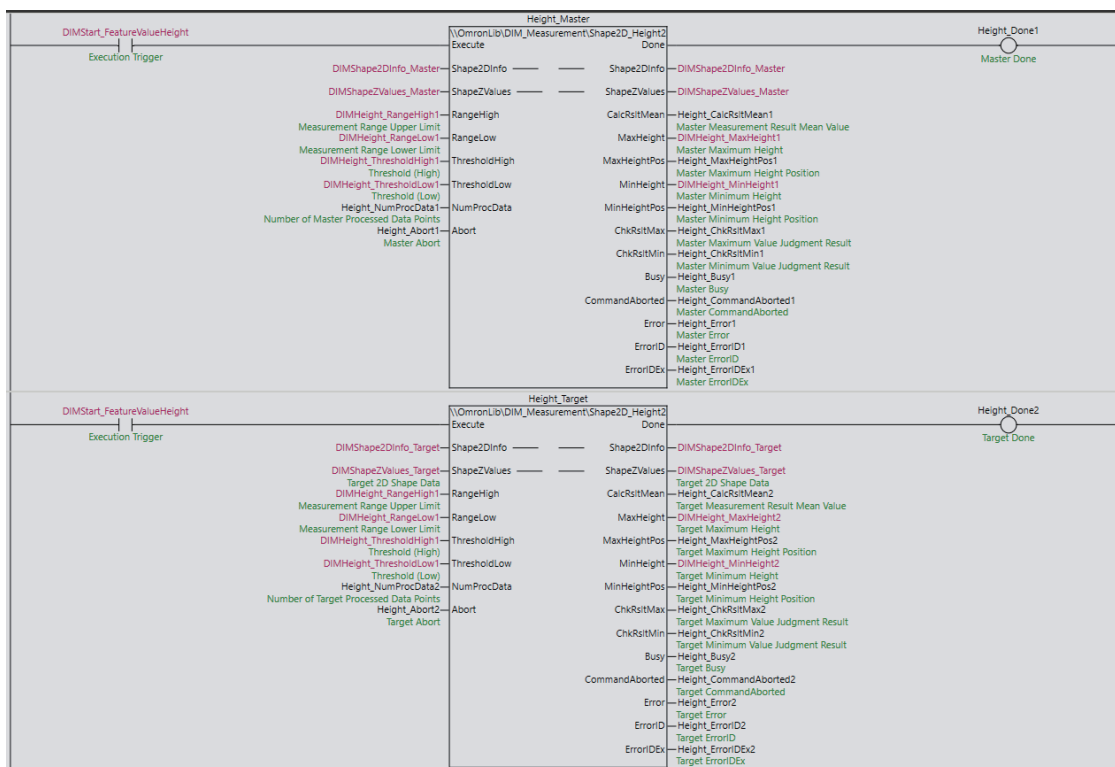 Height_Master
DIMStart_FeatureValueHeight
\\OmronLib\DIM_Measurement\Shape2D_Height2
Height_Done1
Execute Done
Execution Trigger
Master Done
DIMShape2DInfo_Master Shape2DInfo Shape2DInfo DIMShape2DInfo_Master
DIMShapeZValues_Master ShapeZValues ShapeZValues DIMShapeZValues_Master
DIMHeight_RangeHigh1 RangeHigh CalcRsltMean Height_CalcRsltMean1
Measurement Range Upper Limit Master Measurement Result Mean Value
DIMHeight_RangeLow1 RangeLow MaxHeight DIMHeight_MaxHeight1
Measurement Range Lower Limit Master Maximum Height
DIMHeight_ThresholdHigh1 ThresholdHigh MaxHeightPos Height_MaxHeightPos1
Threshold (High) Master Maximum Height Position
DIMHeight_ThresholdLow1 ThresholdLow MinHeight DIMHeight_MinHeight1
Threshold (Low) Master Minimum Height
Height_NumProcData1 NumProcData MinHeightPos Height_MinHeightPos1
Number of Master Processed Data Points Master Minimum Height Position
Height_Abort1 Abort ChkRsltMax Height_ChkRsltMax1
Master Abort Master Maximum Value Judgment Result
ChkRsltMin Height_ChkRsltMin1
Master Minimum Value Judgment Result
Busy Height_Busy1
Master Busy
CommandAborted Height_CommandAborted1
Master CommandAborted
Error Height_Error1
Master Error
ErrorID Height_ErrorID1
Master ErrorID
ErrorIDEx Height_ErrorIDEx1
Master ErrorIDEx
Height_Target
DIMStart_FeatureValueHeight
\\OmronLib\DIM_Measurement\Shape2D_Height2
Height_Done2
Execute Done
Execution Trigger
Target Done
DIMShape2DInfo_Target Shape2DInfo Shape2DInfo DIMShape2DInfo_Target
DIMShapeZValues_Target ShapeZValues ShapeZValues DIMShapeZValues_Target
Target 2D Shape Data Target 2D Shape Data
DIMHeight_RangeHigh1 RangeHigh CalcRsltMean Height_CalcRsltMean2
Measurement Range Upper Limit Target Measurement Result Mean Value
DIMHeight_RangeLow1 RangeLow MaxHeight DIMHeight_MaxHeight2
Measurement Range Lower Limit Target Maximum Height
DIMHeight_ThresholdHigh1 ThresholdHigh MaxHeightPos Height_MaxHeightPos2
Threshold (High) Target Maximum Height Position
DIMHeight_ThresholdLow1 ThresholdLow MinHeight DIMHeight_MinHeight2
Threshold (Low) Target Minimum Height
Height_NumProcData2 NumProcData MinHeightPos Height_MinHeightPos2
Number of Target Processed Data Points Target Minimum Height Position
Height_Abort2 Abort ChkRsltMax Height_ChkRsltMax2
Target Abort Target Maximum Value Judgment Result
ChkRsltMin Height_ChkRsltMin2
Target Minimum Value Judgment Result
Busy Height_Busy2
Target Busy
CommandAborted Height_CommandAborted2
Target CommandAborted
Error Height_Error2
Target Error
ErrorID Height_ErrorID2
Target ErrorID
ErrorIDEx Height_ErrorIDEx2
Target ErrorIDEx